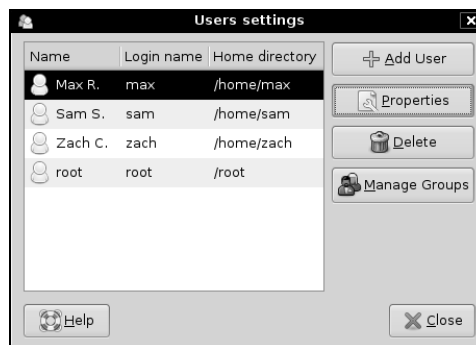 Users settings
Name Login name Home directory
Max R. max /home/max
Sam S. sam /home/sam
Zach C. zach /home/zach
root root /root
Add User
Properties
Delete
Manage Groups
Help
Close